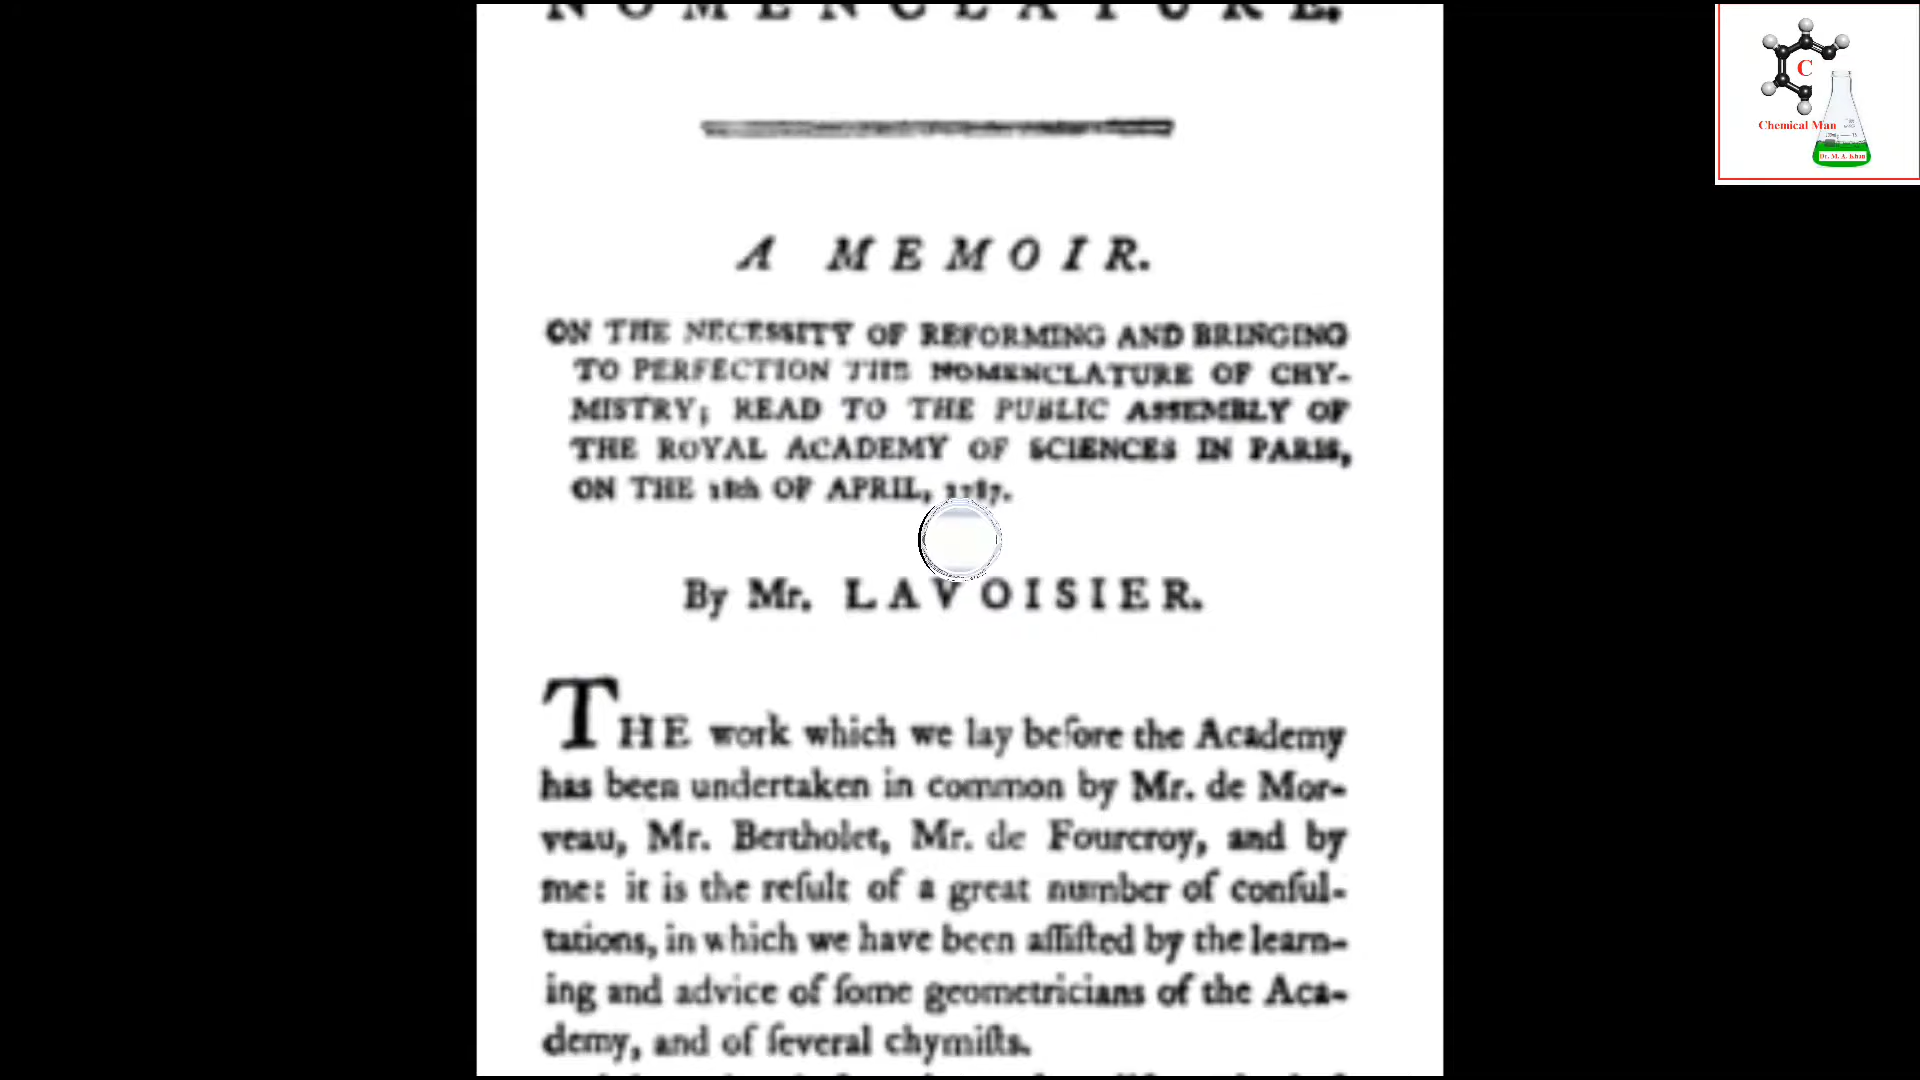 NOMENCLATURE.
A MEMOIR.
ON THE NECESSITY OF REFORMING AND BRINGING
TO PERFECTION THE NOMENCLATURE OF CHY-
MISTRY; READ TO THE PUBLIC ASSEMBLY OF
THE ROYAL ACADEMY OF SCIENCES IN PARIS,
ON THE 18th OF APRIL, 1787.
By Mr. LAVOISIER.
THE work which we lay before the Academy
has been undertaken in common by Mr. de Mor-
veau, Mr. Bertholet, Mr. de Fourcroy, and by
me: it is the reſult of a great number of conſul-
tations, in which we have been aſſiſted by the learn-
ing and advice of ſome geometricians of the Aca-
demy, and of ſeveral chymiſts.
C
Chemical Man
Dr. M. A. Khan